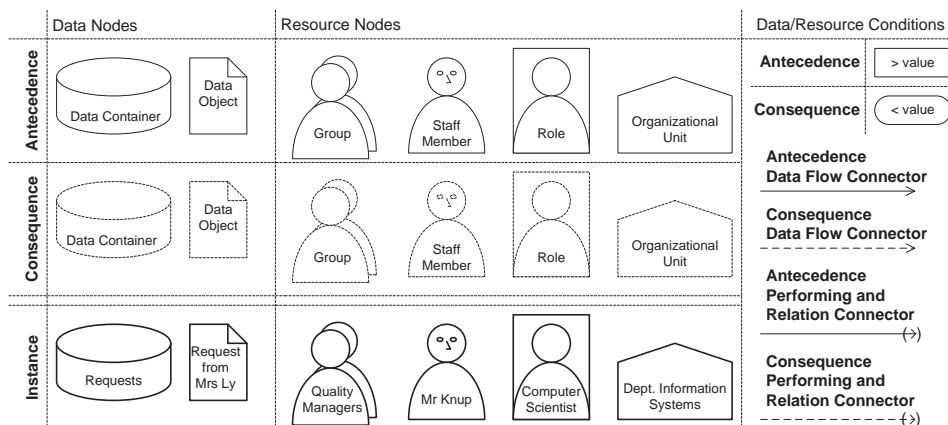 Data Nodes
Resource Nodes
Data/Resource Conditions
Antecedence
Data Container
Data
Object
Group
Staff
Member
Role
Organizational
Unit
Consequence
Data Container
Data
Object
Group
Staff
Member
Role
Organizational
Unit
Instance
Requests
Request
from
Mrs Ly
Quality
Managers
Mr Knup
Computer
Scientist
Dept. Information
Systems
Antecedence
> value
Consequence
< value
Antecedence
Data Flow Connector
Consequence
Data Flow Connector
Antecedence
Performing and
Relation Connector
( )
Consequence
Performing and
Relation Connector
( )